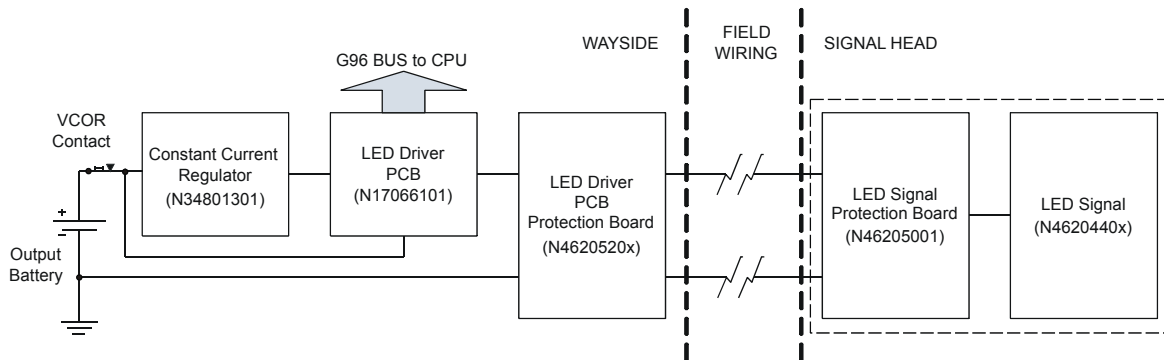 WAYSIDE
FIELD
WIRING
SIGNAL HEAD
G96 BUS to CPU
VCOR
Contact
Constant Current
Regulator
(N34801301)
LED Driver
PCB
(N17066101)
LED Driver
PCB
Protection Board
(N4620520x)
LED Signal
Protection Board
(N46205001)
LED Signal
(N4620440x)
+
-
Output
Battery